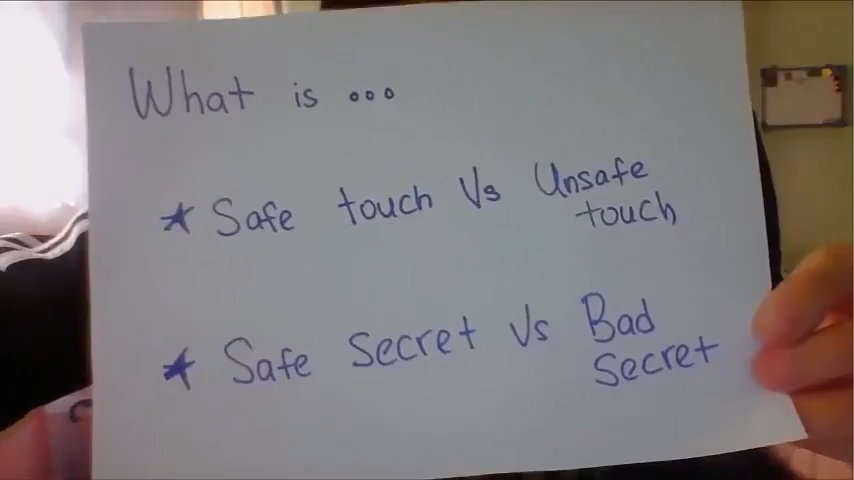 What is ...
* Safe touch Vs Unsafe
touch
* Safe secret Vs Bad
Secret